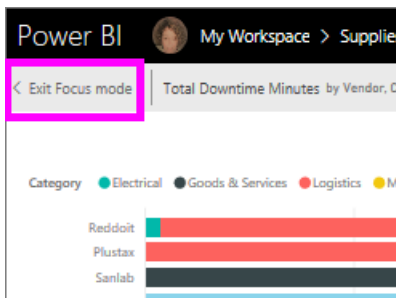 Power BI My Workspace > Supplie
< Exit Focus mode Total Downtime Minutes by Vendor, C
Category Electrical Goods & Services Logistics M
Reddoit
Plustax
Sanlab